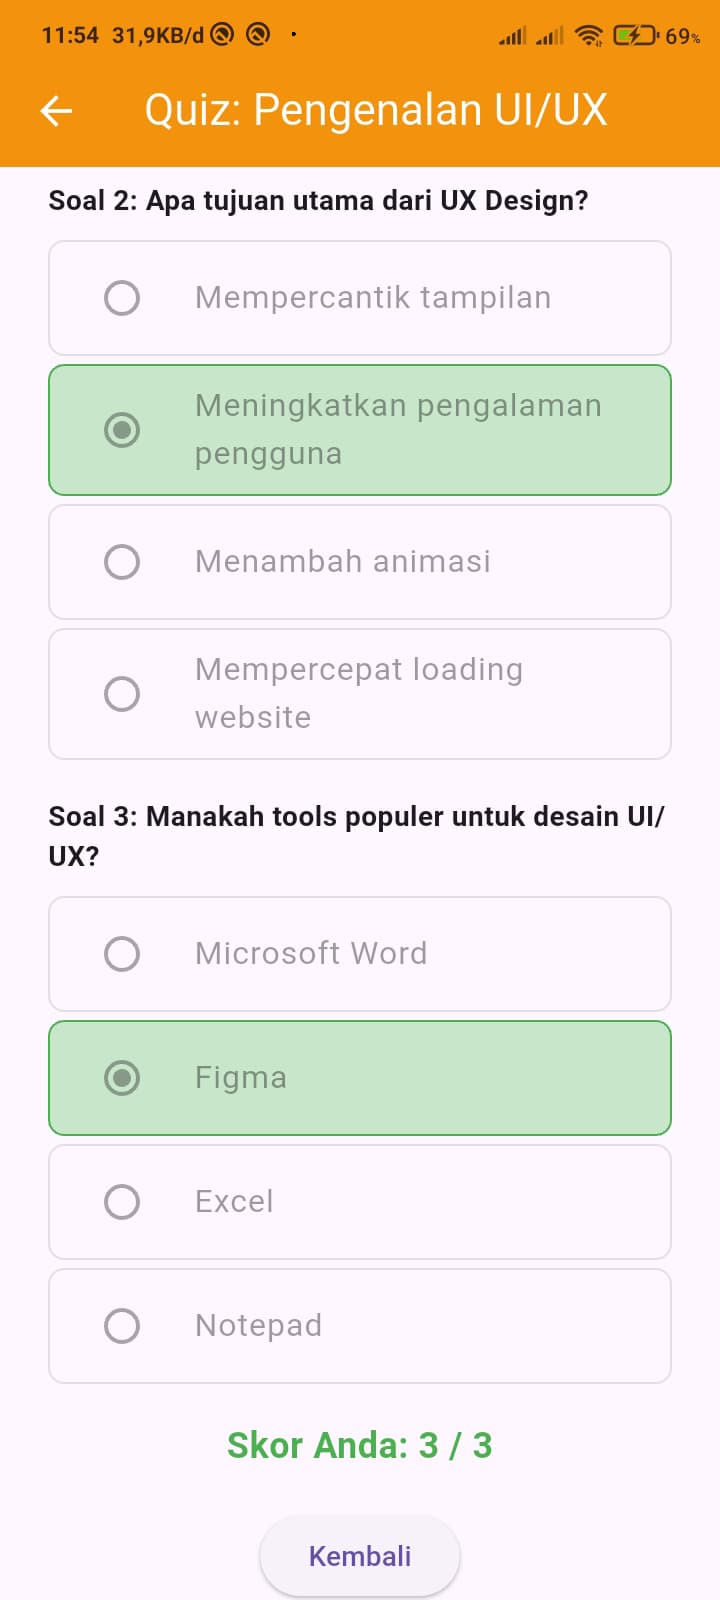 11:54 31,9KB/d 69%
Quiz: Pengenalan UI/UX
Soal 2: Apa tujuan utama dari UX Design?
Mempercantik tampilan
Meningkatkan pengalaman
pengguna
Menambah animasi
Mempercepat loading
website
Soal 3: Manakah tools populer untuk desain UI/
UX?
Microsoft Word
Figma
Excel
Notepad
Skor Anda: 3 / 3
Kembali